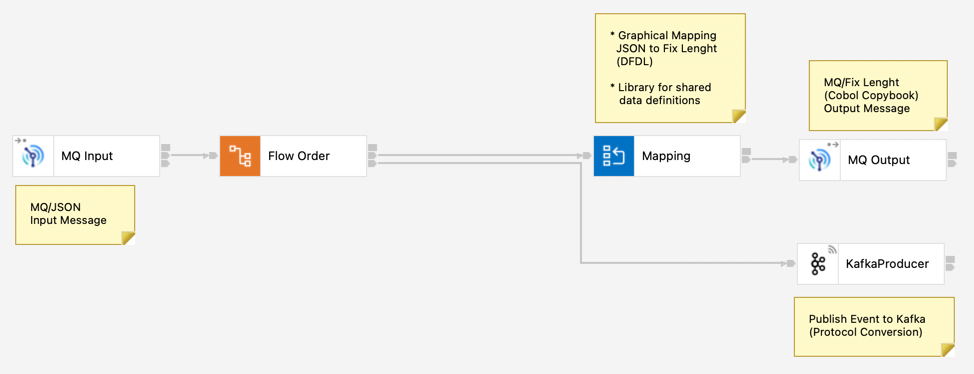 * Graphical Mapping
JSON to Fix Lenght
(DFDL)
* Library for shared
data definitions
MQ/Fix Lenght
(Cobol Copybook)
Output Message
MQ Input
Flow Order
Mapping
MQ Output
MQ/JSON
Input Message
KafkaProducer
Publish Event to Kafka
(Protocol Conversion)